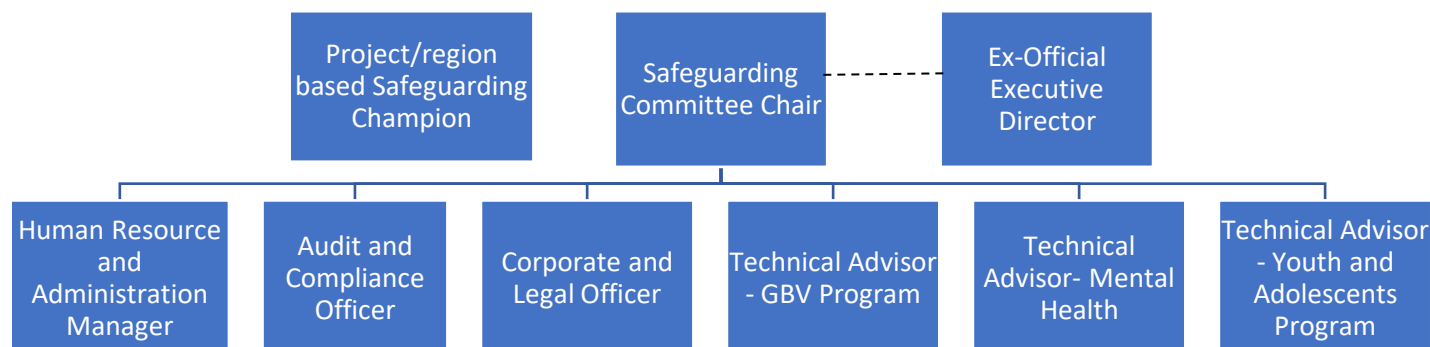 Project/region
based Safeguarding
Champion
Safeguarding
Committee Chair
Ex-Official
Executive
Director
Human Resource
and
Administration
Manager
Audit and
Compliance
Officer
Corporate and
Legal Officer
Technical Advisor
- GBV Program
Technical
Advisor- Mental
Health
Technical Advisor
- Youth and
Adolescents
Program